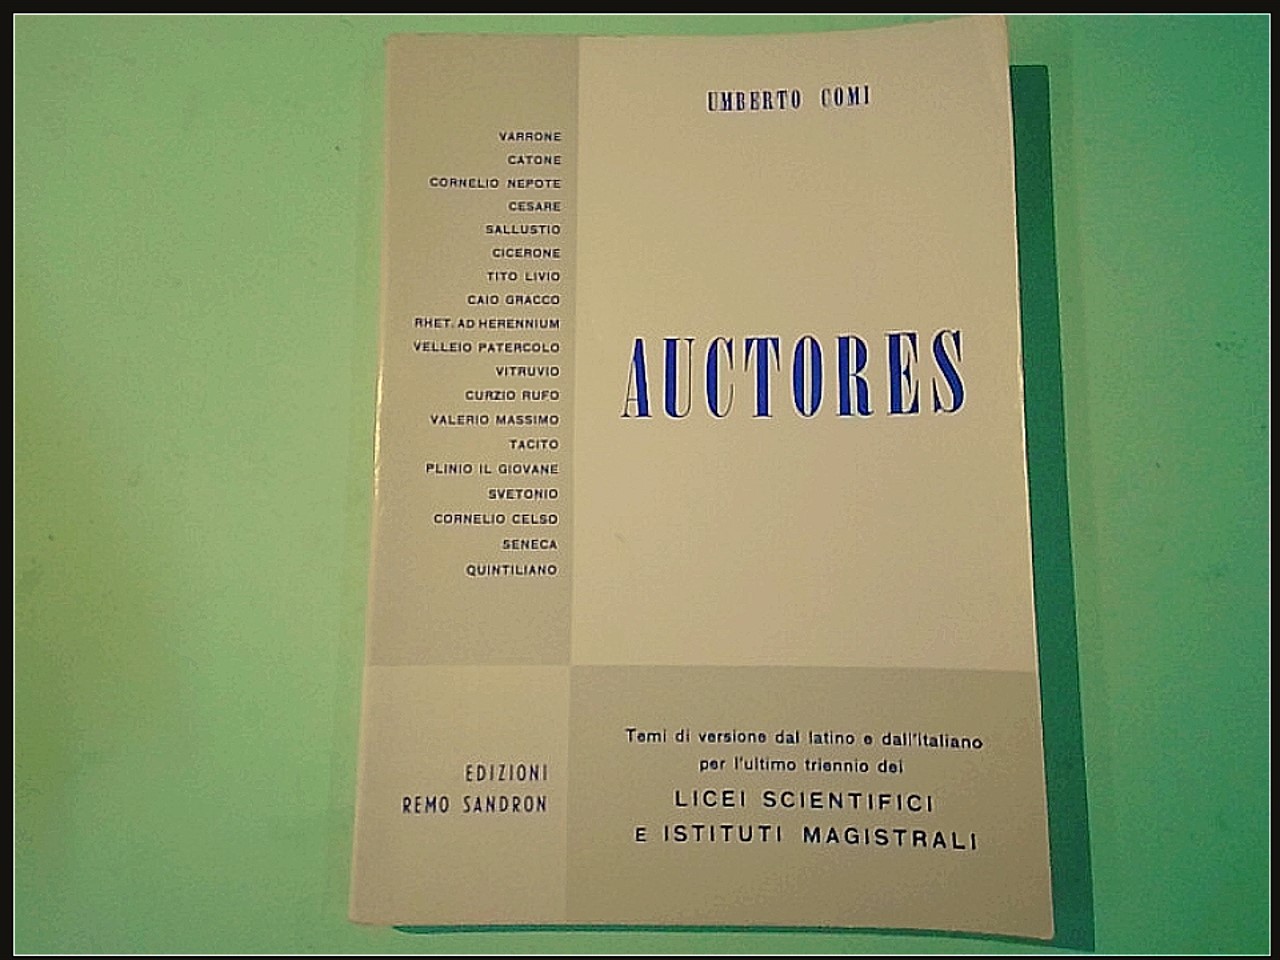 UMBERTO COMI
VARRONE
CATONE
CORNELIO NEPOTE
CESARE
SALLUSTIO
CICERONE
TITO LIVIO
CAIO GRACCO
RHET. AD HERENNIUM
VELLEIO PATERCOLO
VITRUVIO
CURZIO RUFO
VALERIO MASSIMO
TACITO
PLINIO IL GIOVANE
SVETONIO
CORNELIO CELSO
SENECA
QUINTILIANO
AUCTORES
EDIZIONI
REMO SANDRON
Temi di versione dal latino e dall'italiano
per l'ultimo triennio dei
LICEI SCIENTIFICI
E ISTITUTI MAGISTRALI